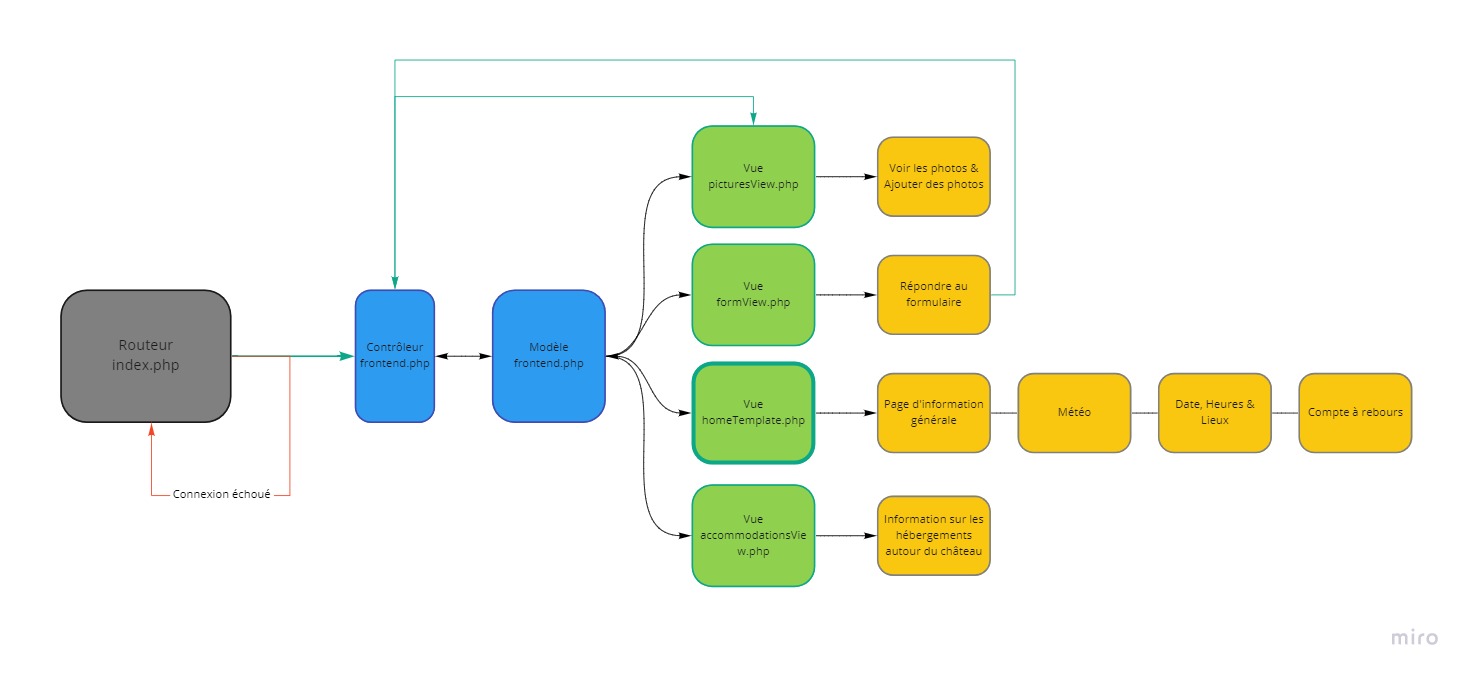 Vue
picturesView.php
Voir les photos &
Ajouter des photos
Vue
formView.php
Répondre au
formulaire
Routeur
index.php
Contrôleur
frontend.php
Modèle
frontend.php
Vue
homeTemplate.php
Page d'information
générale
Météo
Date, Heures &
Lieux
Compte à rebours
Connexion échoué
Vue
accommodationsVie
w.php
Information sur les
hébergements
autour du château
miro